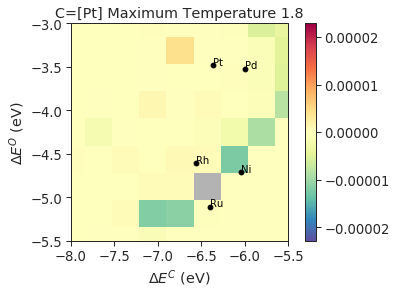 C=[Pt] Maximum Temperature 1.8
−3.0
−3.5
−4.0
−4.5
−5.0
−5.5
ΔE^O (eV)
Pt
Pd
Rh
Ni
Ru
−8.0 −7.5 −7.0 −6.5 −6.0 −5.5
ΔE^C (eV)
0.00002
0.00001
0.00000
−0.00001
−0.00002